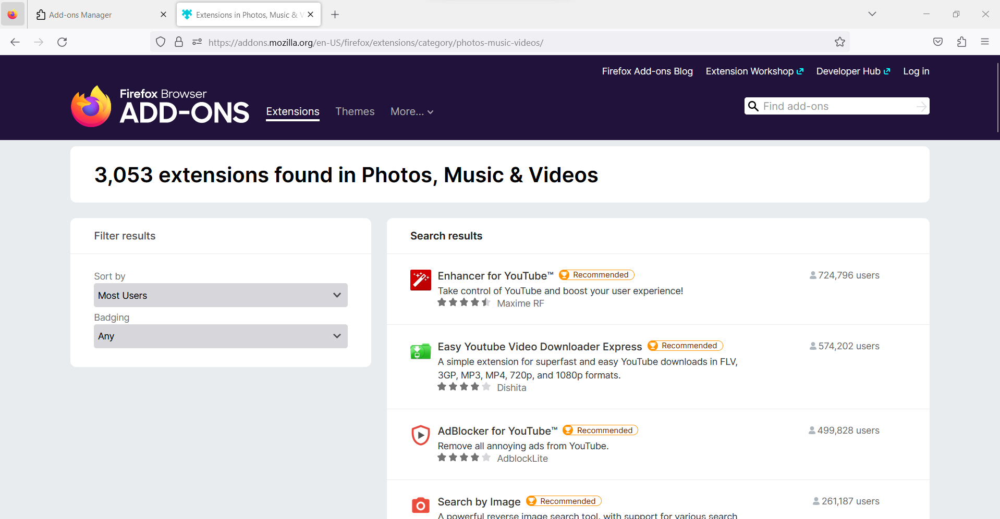 Add-ons Manager
Extensions in Photos, Music & V
https://addons.mozilla.org/en-US/firefox/extensions/category/photos-music-videos/
Firefox Add-ons Blog
Extension Workshop
Developer Hub
Log in
Firefox Browser
ADD-ONS
Extensions
Themes
More...
Find add-ons
3,053 extensions found in Photos, Music & Videos
Filter results
Sort by
Most Users
Badging
Any
Search results
Enhancer for YouTube™ Recommended
724,796 users
Take control of YouTube and boost your user experience!
Maxime RF
Easy Youtube Video Downloader Express Recommended
574,202 users
A simple extension for superfast and easy YouTube downloads in FLV,
3GP, MP3, MP4, 720p, and 1080p formats.
Dishita
AdBlocker for YouTube™ Recommended
499,828 users
Remove all annoying ads from YouTube.
AdblockLite
Search by Image Recommended
261,187 users
A powerful reverse image search tool, with support for various search